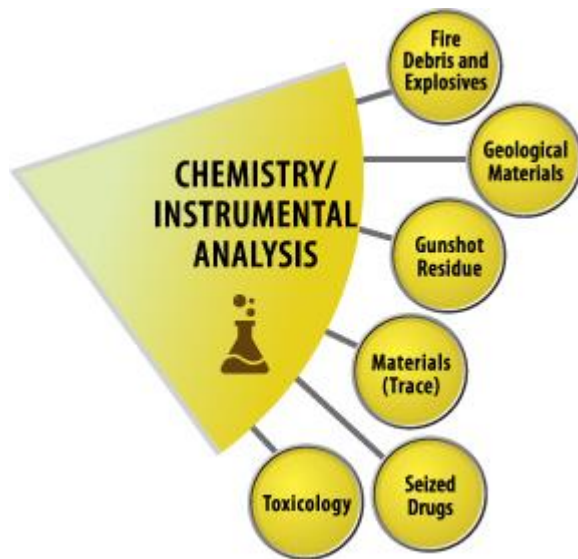 Fire
Debris and
Explosives
Geological
Materials
CHEMISTRY/
INSTRUMENTAL
ANALYSIS
Gunshot
Residue
Materials
(Trace)
Seized
Drugs
Toxicology